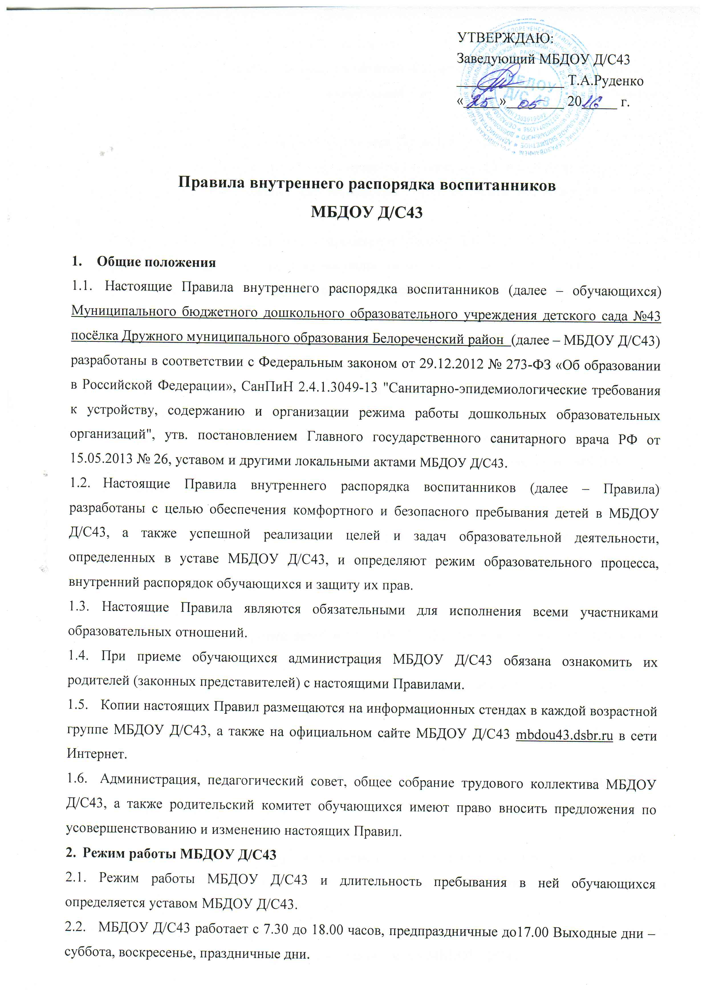 УТВЕРЖДАЮ:
Заведующий МБДОУ Д/С43
_______________ Т.А.Руденко
«25» 05 2016 г.
МБДОУ
Д/С 43
Правила внутреннего распорядка воспитанников
МБДОУ Д/С43
1. Общие положения
1.1. Настоящие Правила внутреннего распорядка воспитанников (далее – обучающихся)
Муниципального бюджетного дошкольного образовательного учреждения детского сада №43
посёлка Дружного муниципального образования Белореченский район (далее – МБДОУ Д/С43)
разработаны в соответствии с Федеральным законом от 29.12.2012 № 273-ФЗ «Об образовании
в Российской Федерации», СанПиН 2.4.1.3049-13 "Санитарно-эпидемиологические требования
к устройству, содержанию и организации режима работы дошкольных образовательных
организаций", утв. постановлением Главного государственного санитарного врача РФ от
15.05.2013 № 26, уставом и другими локальными актами МБДОУ Д/С43.
1.2. Настоящие Правила внутреннего распорядка воспитанников (далее – Правила)
разработаны с целью обеспечения комфортного и безопасного пребывания детей в МБДОУ
Д/С43, а также успешной реализации целей и задач образовательной деятельности,
определенных в уставе МБДОУ Д/С43, и определяют режим образовательного процесса,
внутренний распорядок обучающихся и защиту их прав.
1.3. Настоящие Правила являются обязательными для исполнения всеми участниками
образовательных отношений.
1.4. При приеме обучающихся администрация МБДОУ Д/С43 обязана ознакомить их
родителей (законных представителей) с настоящими Правилами.
1.5. Копии настоящих Правил размещаются на информационных стендах в каждой возрастной
группе МБДОУ Д/С43, а также на официальном сайте МБДОУ Д/С43 mbdou43.dsbr.ru в сети
Интернет.
1.6. Администрация, педагогический совет, общее собрание трудового коллектива МБДОУ
Д/С43, а также родительский комитет обучающихся имеют право вносить предложения по
усовершенствованию и изменению настоящих Правил.
2. Режим работы МБДОУ Д/С43
2.1. Режим работы МБДОУ Д/С43 и длительность пребывания в ней обучающихся
определяется уставом МБДОУ Д/С43.
2.2. МБДОУ Д/С43 работает с 7.30 до 18.00 часов, предпраздничные до17.00 Выходные дни –
суббота, воскресенье, праздничные дни.